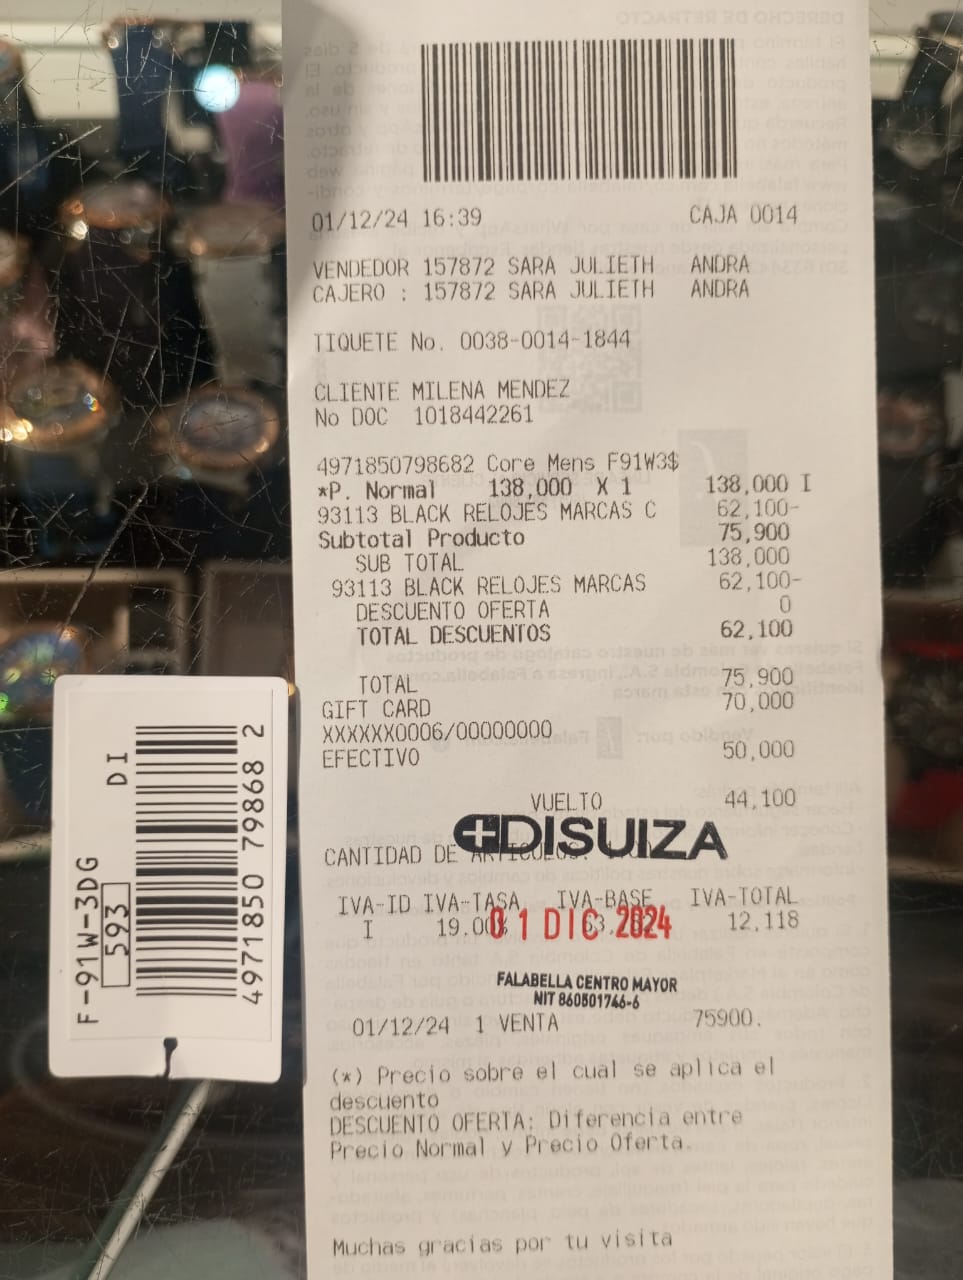 01/12/24 16:39 CAJA 0014
VENDEDOR 157872 SARA JULIETH ANDRA
CAJERO : 157872 SARA JULIETH ANDRA
TIQUETE No. 0038-0014-1844
CLIENTE MILENA MENDEZ
No DOC 1018442261
4971850798682 Core Mens F91W3$
*P. Normal 138,000 X 1 138,000 I
93113 BLACK RELOJES MARCAS C 62,100-
Subtotal Producto 75,900
SUB TOTAL 138,000
93113 BLACK RELOJES MARCAS 62,100-
DESCUENTO OFERTA 0
TOTAL DESCUENTOS 62,100
TOTAL 75,900
GIFT CARD 70,000
XXXXXX0006/00000000
EFECTIVO 50,000
VUELTO 44,100
DISUIZA
CANTIDAD DE
IVA-ID IVA-TASA IVA-BASE IVA-TOTAL
I 19.00% 12,118
01 DIC 2024
FALABELLA CENTRO MAYOR
NIT 860501746-6
01/12/24 1 VENTA 75900.
(*) Precio sobre el cual se aplica el
descuento
DESCUENTO OFERTA: Diferencia entre
Precio Normal y Precio Oferta.
Muchas gracias por tu visita
F-91W-3DG DI
593
4971850 79868 2